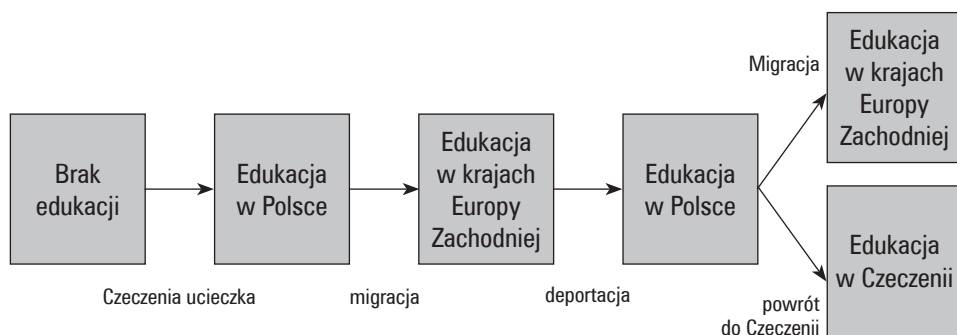 Brak
edukacji
Czeczenia ucieczka
Edukacja
w Polsce
migracja
Edukacja
w krajach
Europy
Zachodniej
deportacja
Edukacja
w Polsce
Migracja
Edukacja
w krajach
Europy
Zachodniej
powrót
do Czeczenii
Edukacja
w Czeczenii